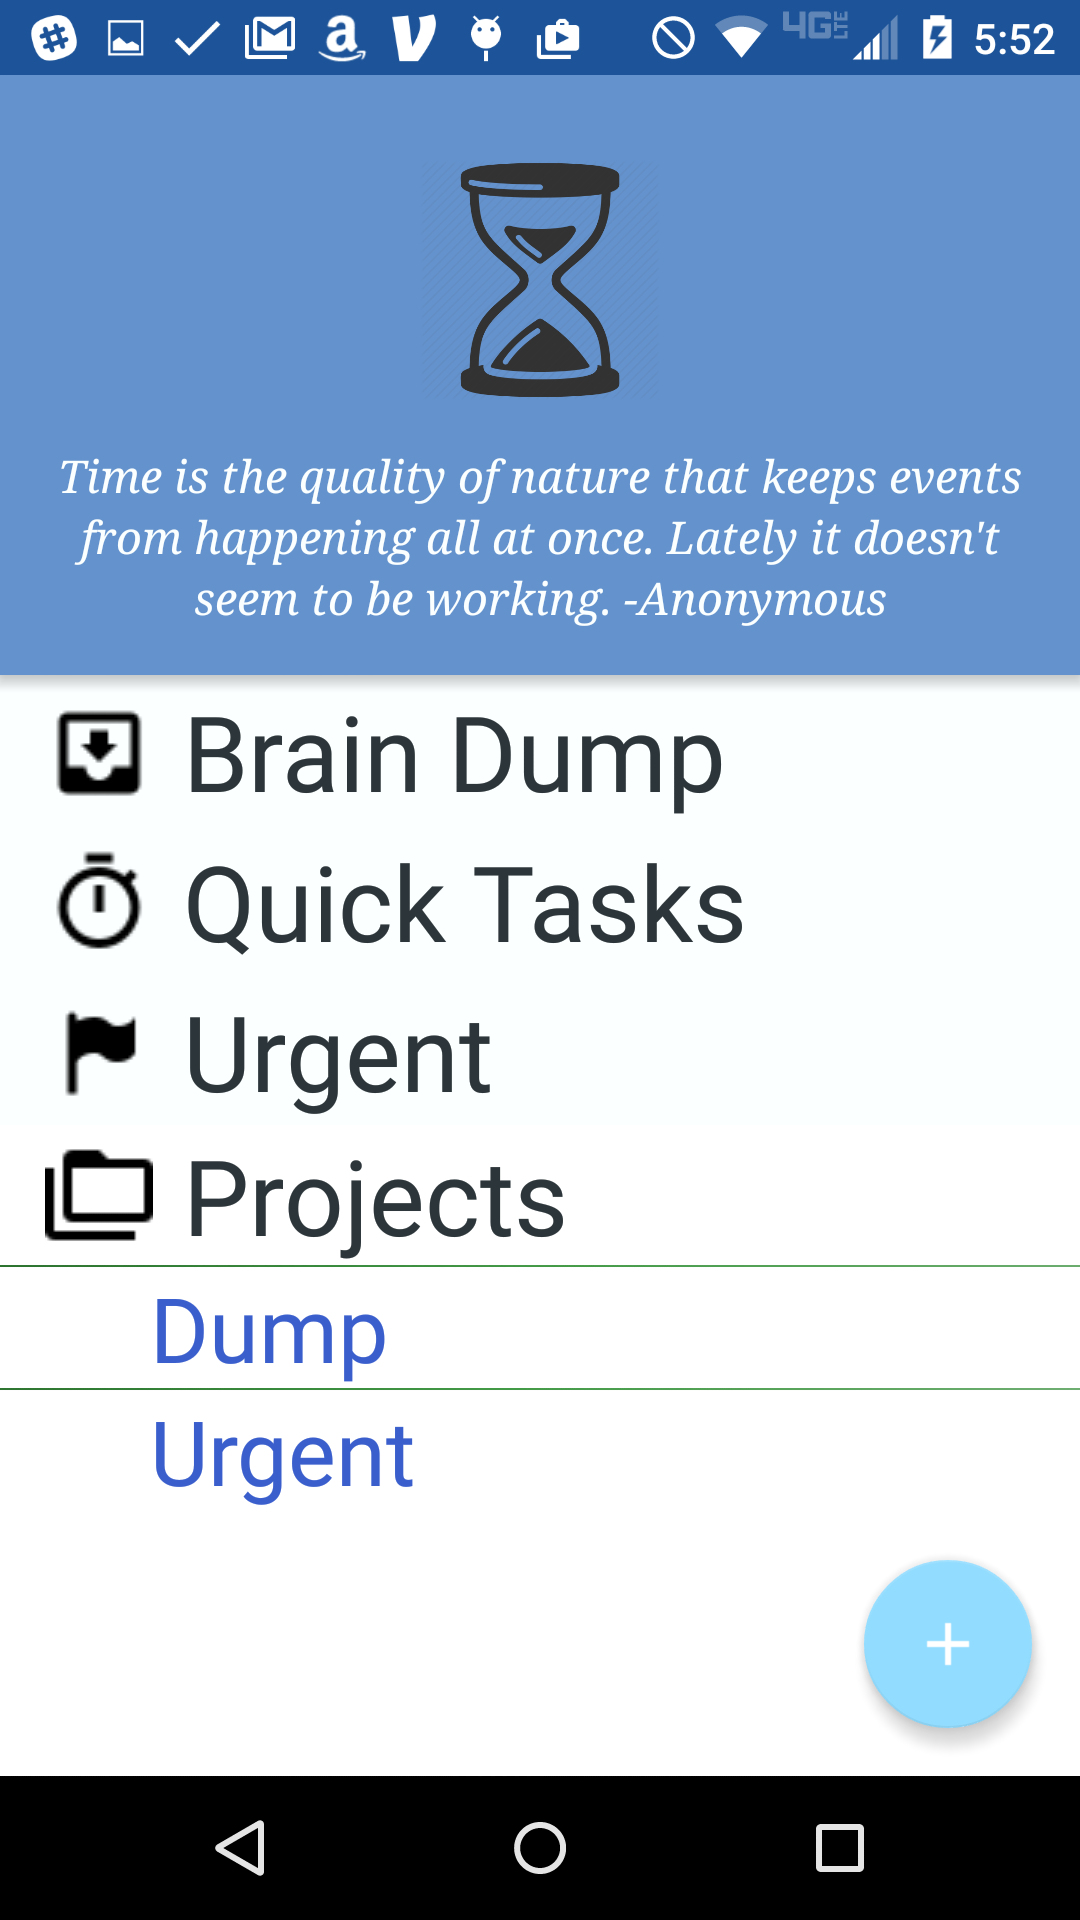 4G LTE 5:52
Time is the quality of nature that keeps events
from happening all at once. Lately it doesn't
seem to be working. -Anonymous
Brain Dump
Quick Tasks
Urgent
Projects
Dump
Urgent